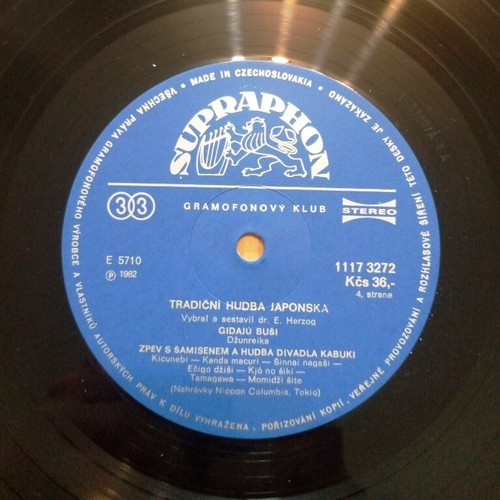 MADE IN CZECHOSLOVAKIA •
SUPRAPHON
33
GRAMOFONOVÝ KLUB
STEREO
E 5710
Ⓟ 1982
1117 3272
Kčs 36,-
4. strana
TRADIČNÍ HUDBA JAPONSKA
Vybral a sestavil dr. E. Herzog
GIDAJÚ BUŠI
Džunreika
ZPĚV S ŠAMISENEM A HUDBA DIVADLA KABUKI
Kicunebi — Kanda macuri — Šinnai nagaši —
Ečigo džiši — Kjó no šiki —
Tamagawa — Momidži šite
(Nahrávky Nippon Columbia, Tokio)
VŠECHNA PRÁVA GRAMOFONOVÉHO VÝROBCE A VLASTNÍKŮ AUTORSKÝCH PRÁV K DÍLU VYHRAŽENA. POŘIZOVÁNÍ KOPIÍ, VEŘEJNÉ PROVOZOVÁNÍ A ROZHLASOVÉ ŠÍŘENÍ TÉTO DESKY JE ZAKÁZÁNO •